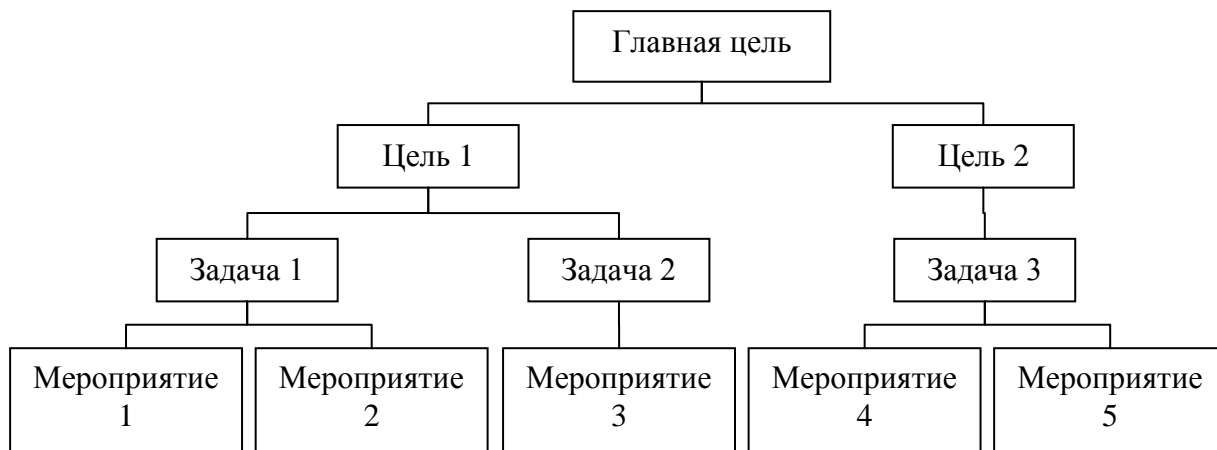 Главная цель
Цель 1
Цель 2
Задача 1
Задача 2
Задача 3
Мероприятие
1
Мероприятие
2
Мероприятие
3
Мероприятие
4
Мероприятие
5